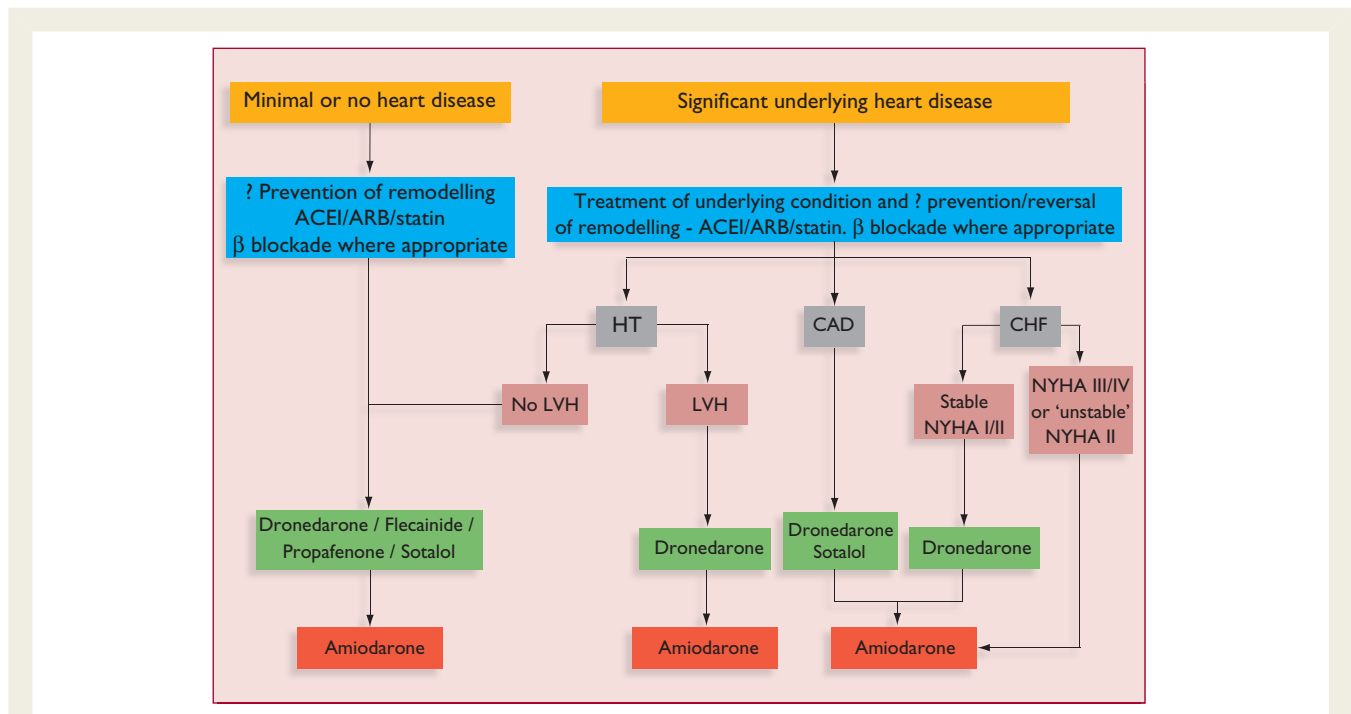 Minimal or no heart disease
Significant underlying heart disease
? Prevention of remodelling
ACEI/ARB/statin
β blockade where appropriate
Treatment of underlying condition and ? prevention/reversal
of remodelling - ACEI/ARB/statin. β blockade where appropriate
HT
CAD
CHF
No LVH
LVH
Stable
NYHA I/II
NYHA III/IV
or ‘unstable’
NYHA II
Dronedarone / Flecainide /
Propafenone / Sotalol
Dronedarone
Dronedarone
Sotalol
Dronedarone
Amiodarone
Amiodarone
Amiodarone